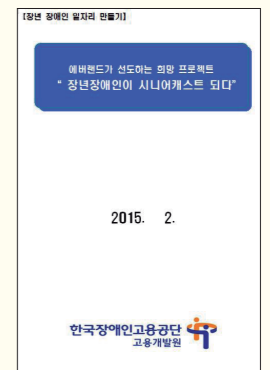 [장년 장애인 일자리 만들기]
에버랜드가 선도하는 희망 프로젝트
“ 장년장애인이 시니어캐스트 되다”
2015. 2.
한국장애인고용공단
고용개발원